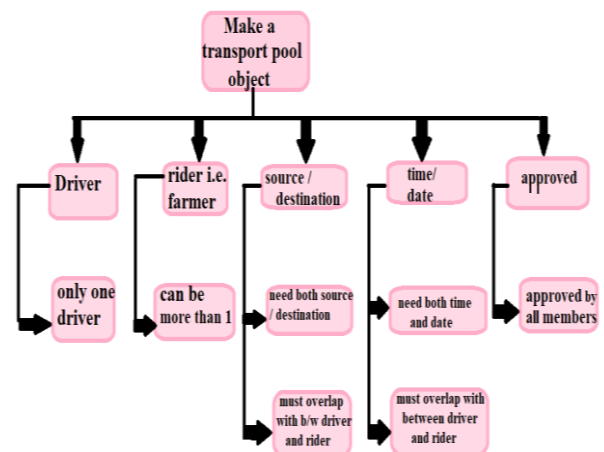 Make a
transport pool
object
Driver
rider i.e.
farmer
source /
destination
time/
date
approved
only one
driver
can be
more than 1
need both source
/ destination
need both time
and date
approved by
all members
must overlap
with b/w driver
and rider
must overlap with
between driver
and rider